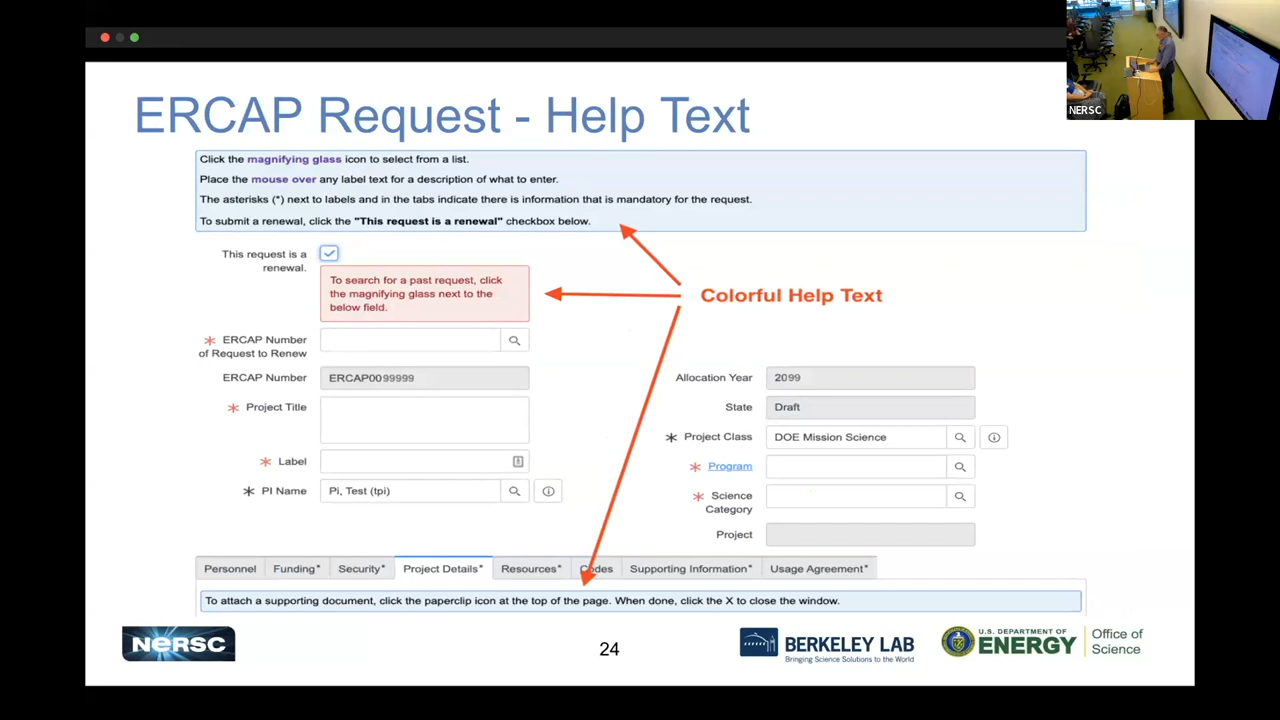 NERSC
ERCAP Request - Help Text
Click the magnifying glass icon to select from a list.
Place the mouse over any label text for a description of what to enter.
The asterisks (*) next to labels and in the tabs indicate there is information that is mandatory for the request.
To submit a renewal, click the "This request is a renewal" checkbox below.
This request is a
renewal.
To search for a past request, click
the magnifying glass next to the
below field.
Colorful Help Text
* ERCAP Number
of Request to Renew
ERCAP Number ERCAP0099999
Allocation Year 2099
* Project Title
State Draft
* Project Class DOE Mission Science
* Label
* Program
* PI Name Pi, Test (tpi)
* Science
Category
Project
Personnel Funding* Security* Project Details* Resources* Codes Supporting Information* Usage Agreement*
To attach a supporting document, click the paperclip icon at the top of the page. When done, click the X to close the window.
NERSC
24
BERKELEY LAB
Bringing Science Solutions to the World
U.S. DEPARTMENT OF
ENERGY
Office of
Science